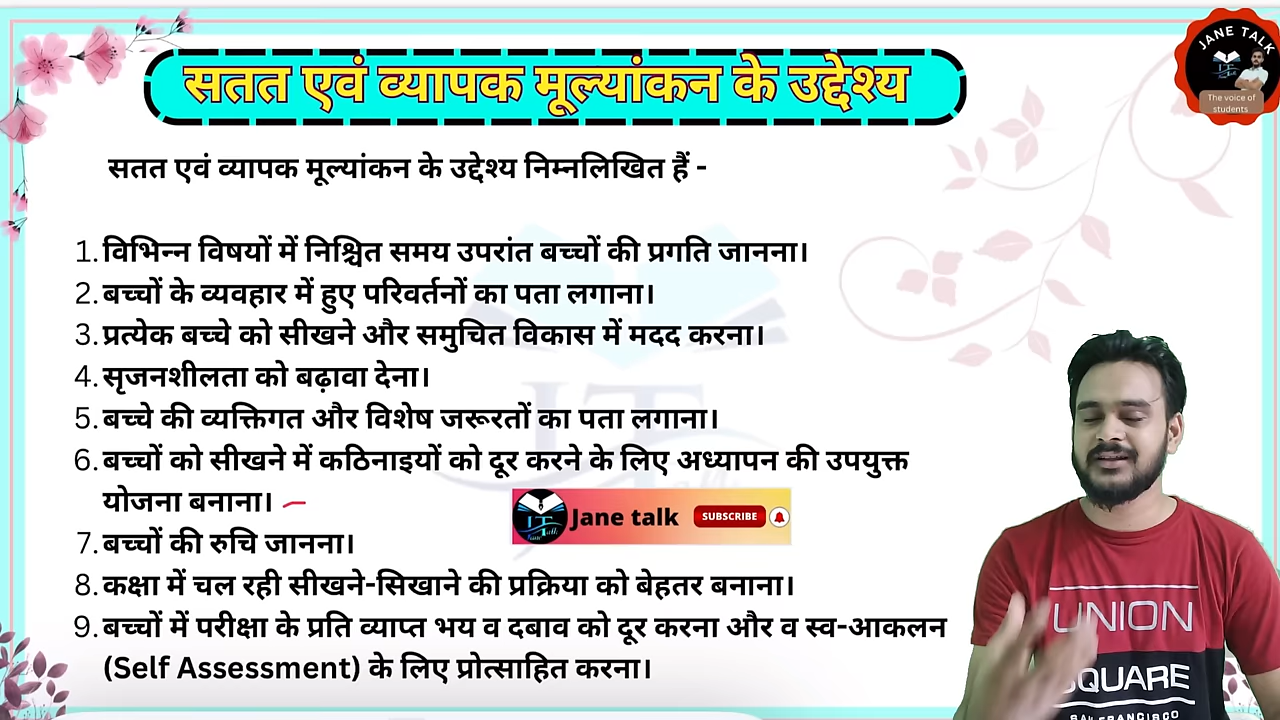 सतत एवं व्यापक मूल्यांकन के उद्देश्य
JANE TALK
The voice of
students
सतत एवं व्यापक मूल्यांकन के उद्देश्य निम्नलिखित हैं -
1. विभिन्न विषयों में निश्चित समय उपरांत बच्चों की प्रगति जानना।
2. बच्चों के व्यवहार में हुए परिवर्तनों का पता लगाना।
3. प्रत्येक बच्चे को सीखने और समुचित विकास में मदद करना।
4. सृजनशीलता को बढ़ावा देना।
5. बच्चे की व्यक्तिगत और विशेष जरूरतों का पता लगाना।
6. बच्चों को सीखने में कठिनाइयों को दूर करने के लिए अध्यापन की उपयुक्त
योजना बनाना।
Jane talk
SUBSCRIBE
7. बच्चों की रुचि जानना।
8. कक्षा में चल रही सीखने-सिखाने की प्रक्रिया को बेहतर बनाना।
9. बच्चों में परीक्षा के प्रति व्याप्त भय व दबाव को दूर करना और व स्व-आकलन
(Self Assessment) के लिए प्रोत्साहित करना।
UNION
SQUARE
SAN FRANCISCO